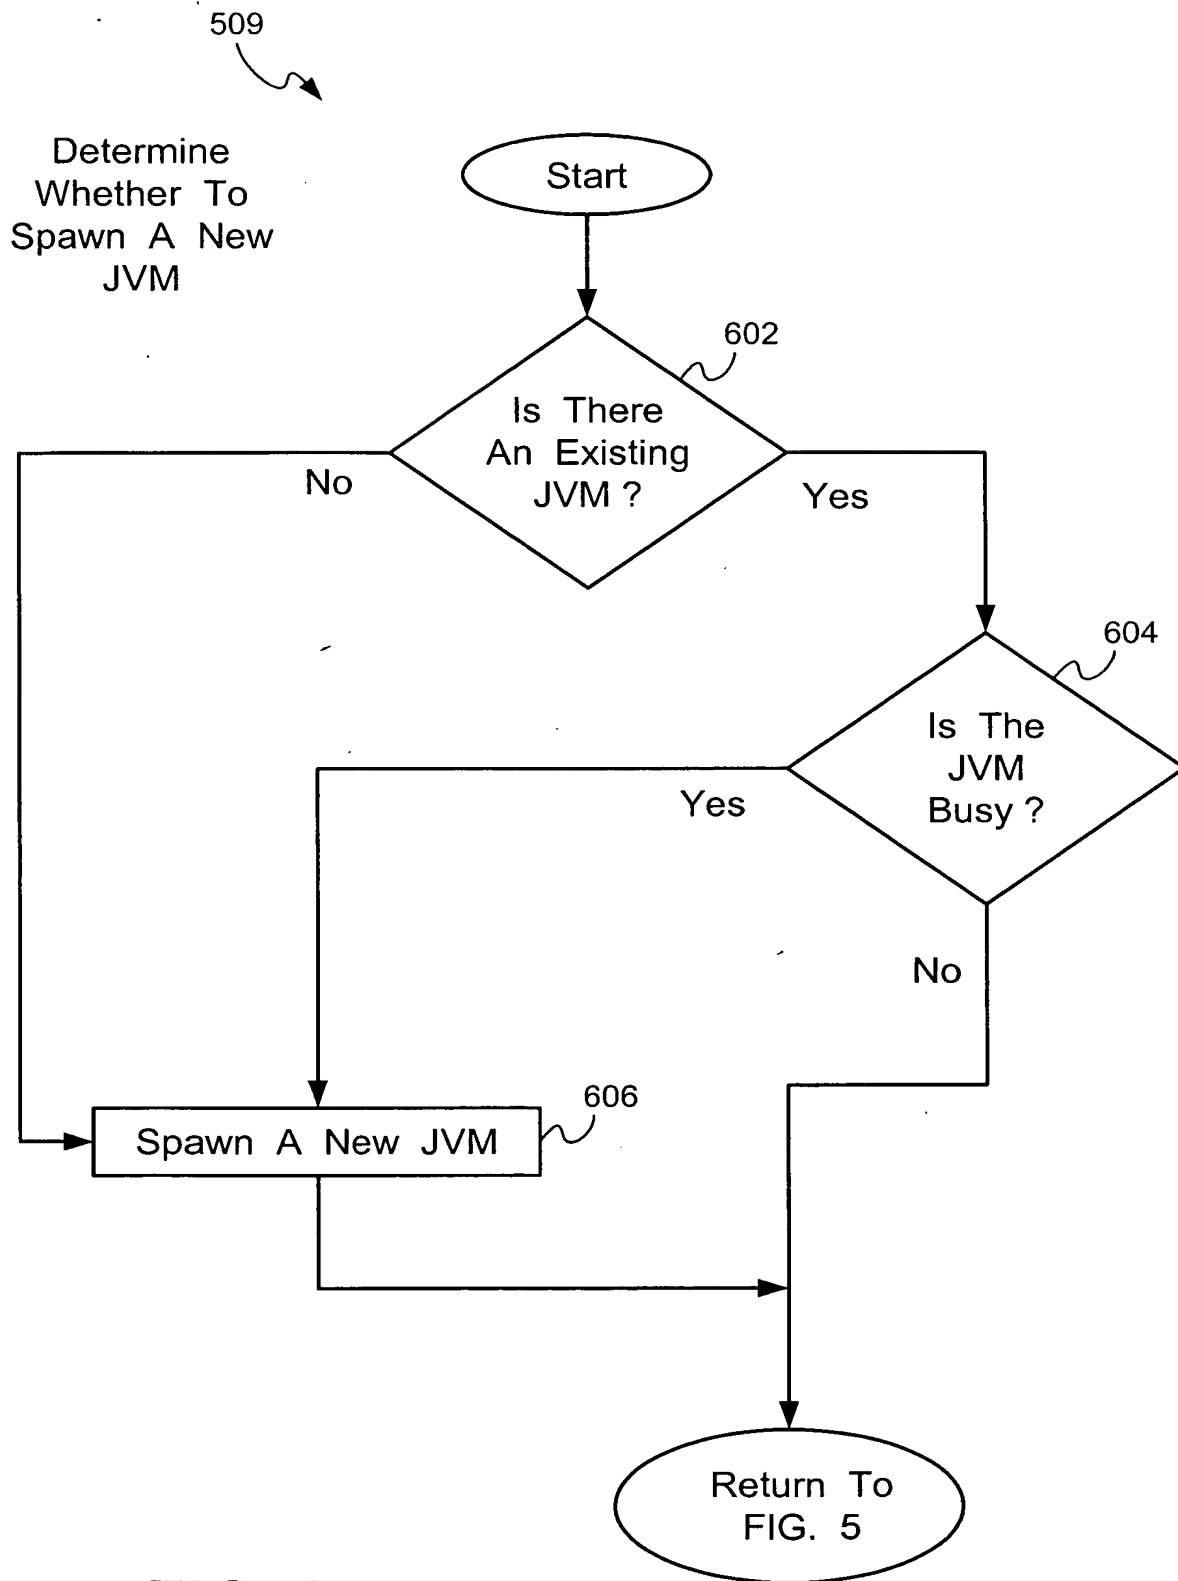 509
Determine
Whether To
Spawn A New
JVM
Start
602
Is There
An Existing
JVM ?
No
Yes
604
Is The
JVM
Busy ?
Yes
No
606
Spawn A New JVM
Return To
FIG. 5